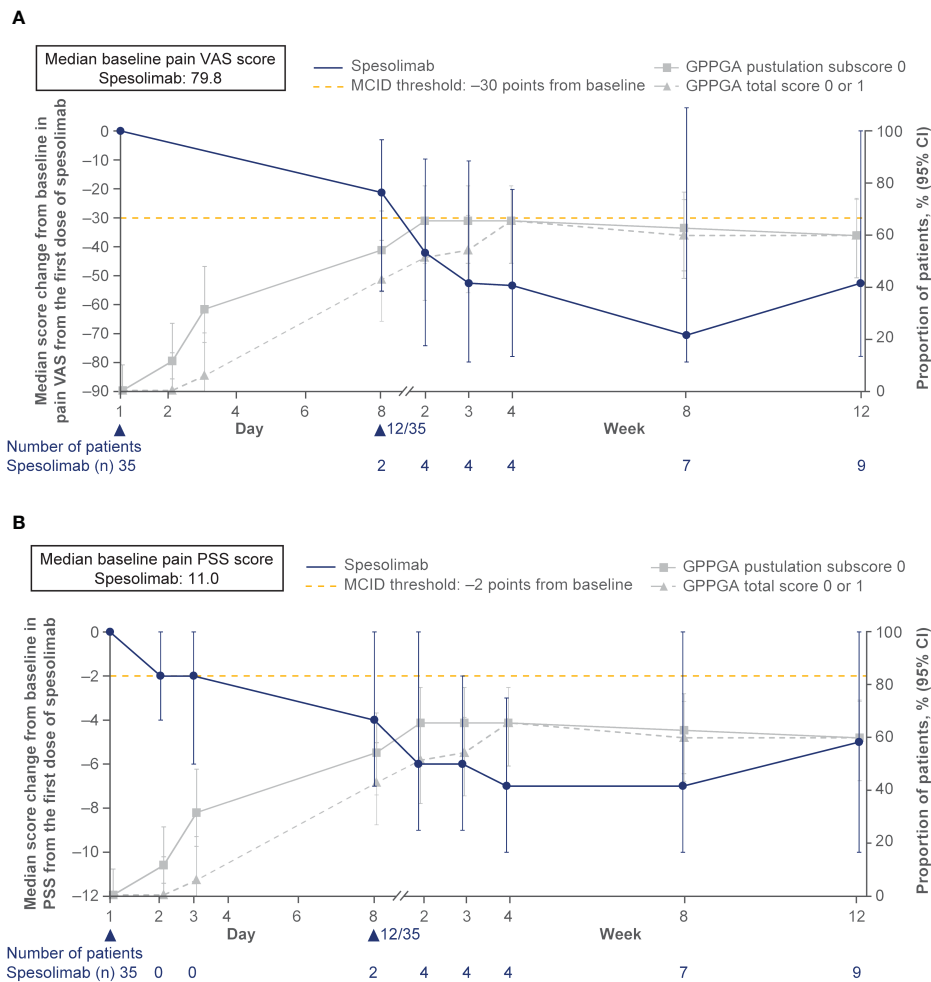 A
Median baseline pain VAS score
Spesolimab: 79.8
Spesolimab
MCID threshold: –30 points from baseline
GPPGA pustulation subscore 0
GPPGA total score 0 or 1
Median score change from baseline in
pain VAS from the first dose of spesolimab
0
–10
–20
–30
–40
–50
–60
–70
–80
–90
100
80
60
40
20
0
Proportion of patients, % (95% CI)
1 2 4 6 8 2 3 4 8 12
Day 12/35 Week
Number of patients
Spesolimab (n) 35 2 4 4 4 7 9
B
Median baseline pain PSS score
Spesolimab: 11.0
Spesolimab
MCID threshold: –2 points from baseline
GPPGA pustulation subscore 0
GPPGA total score 0 or 1
Median score change from baseline in
PSS from the first dose of spesolimab
0
–2
–4
–6
–8
–10
–12
100
80
60
40
20
0
Proportion of patients, % (95% CI)
1 2 3 4 6 8 2 3 4 8 12
Day 12/35 Week
Number of patients
Spesolimab (n) 35 0 0 2 4 4 4 7 9